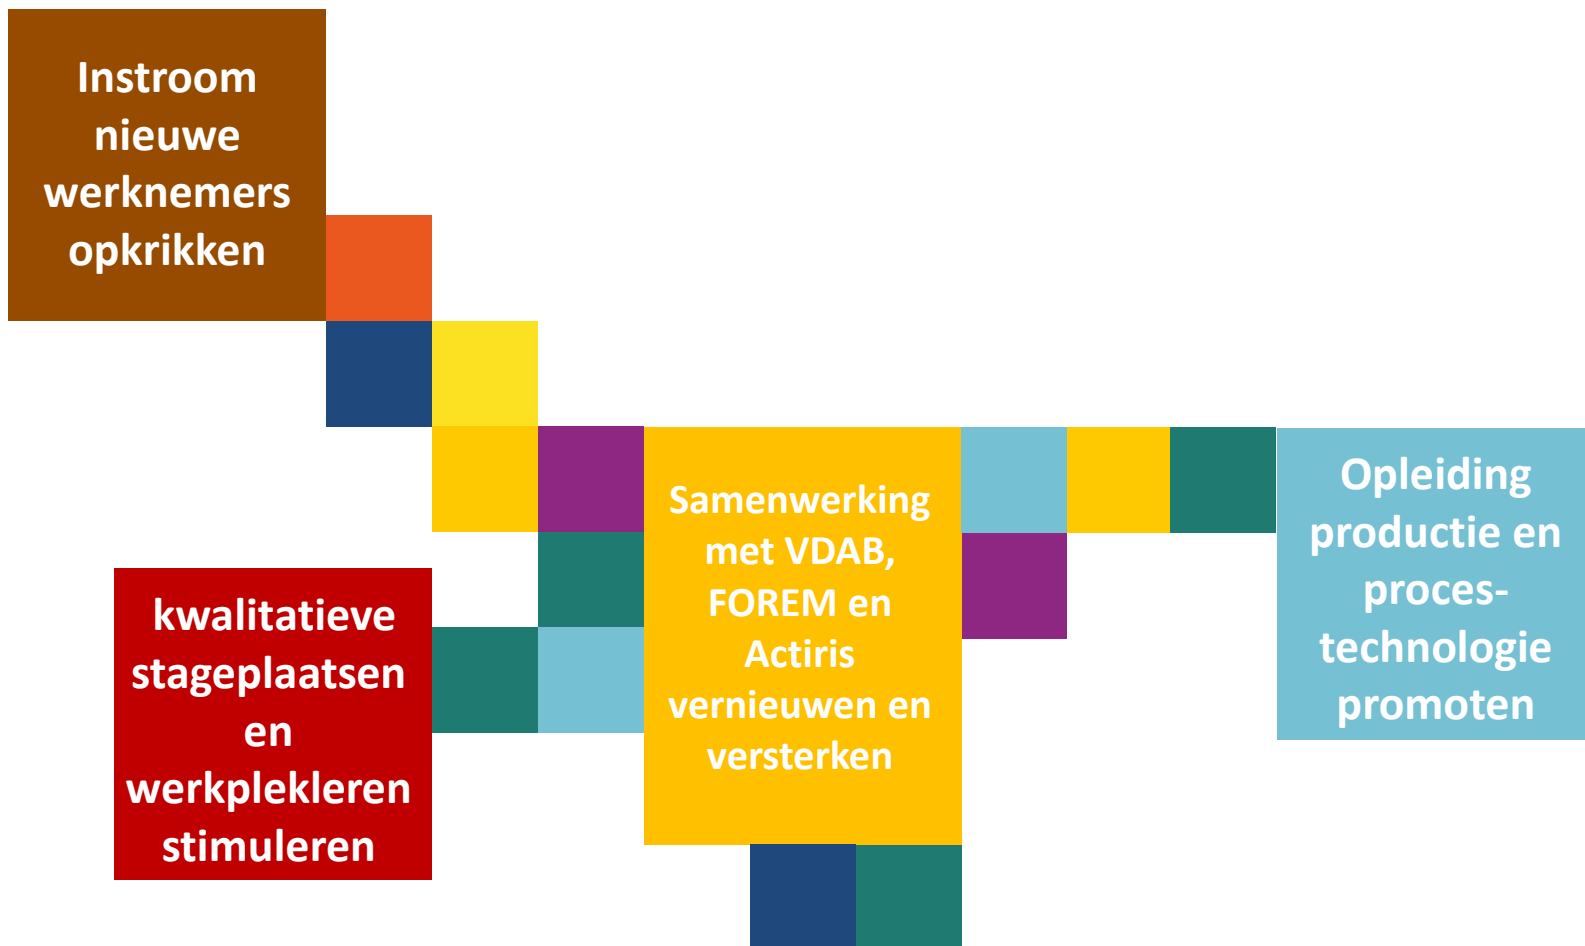 Instroom
nieuwe
werknemers
opkrikken
kwalitatieve
stageplaatsen
en
werkplekleren
stimuleren
Samenwerking
met VDAB,
FOREM en
Actiris
vernieuwen en
versterken
Opleiding
productie en
proces-
technologie
promoten